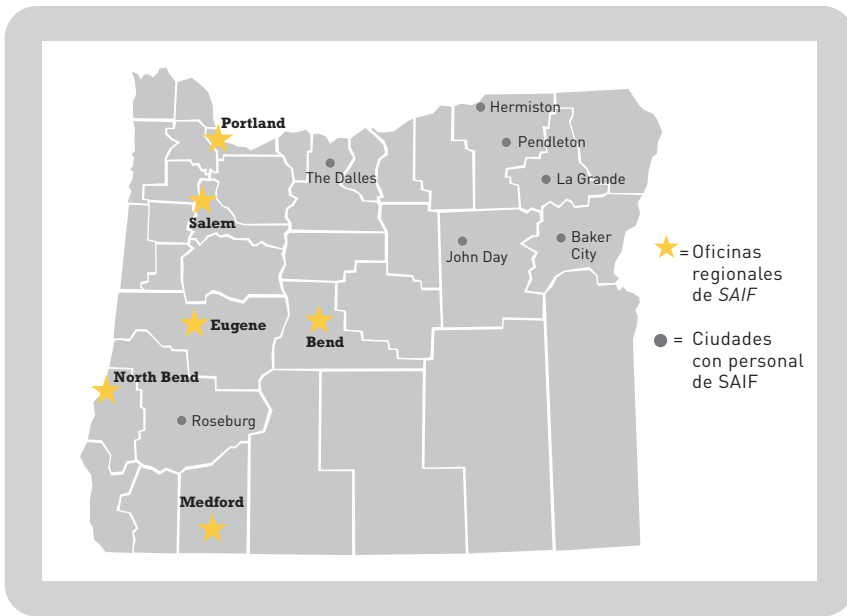 Portland
Hermiston
Pendleton
The Dalles
La Grande
Salem
John Day
Baker
City
Eugene
Bend
North Bend
Roseburg
Medford
= Oficinas
regionales
de SAIF
= Ciudades
con personal
de SAIF